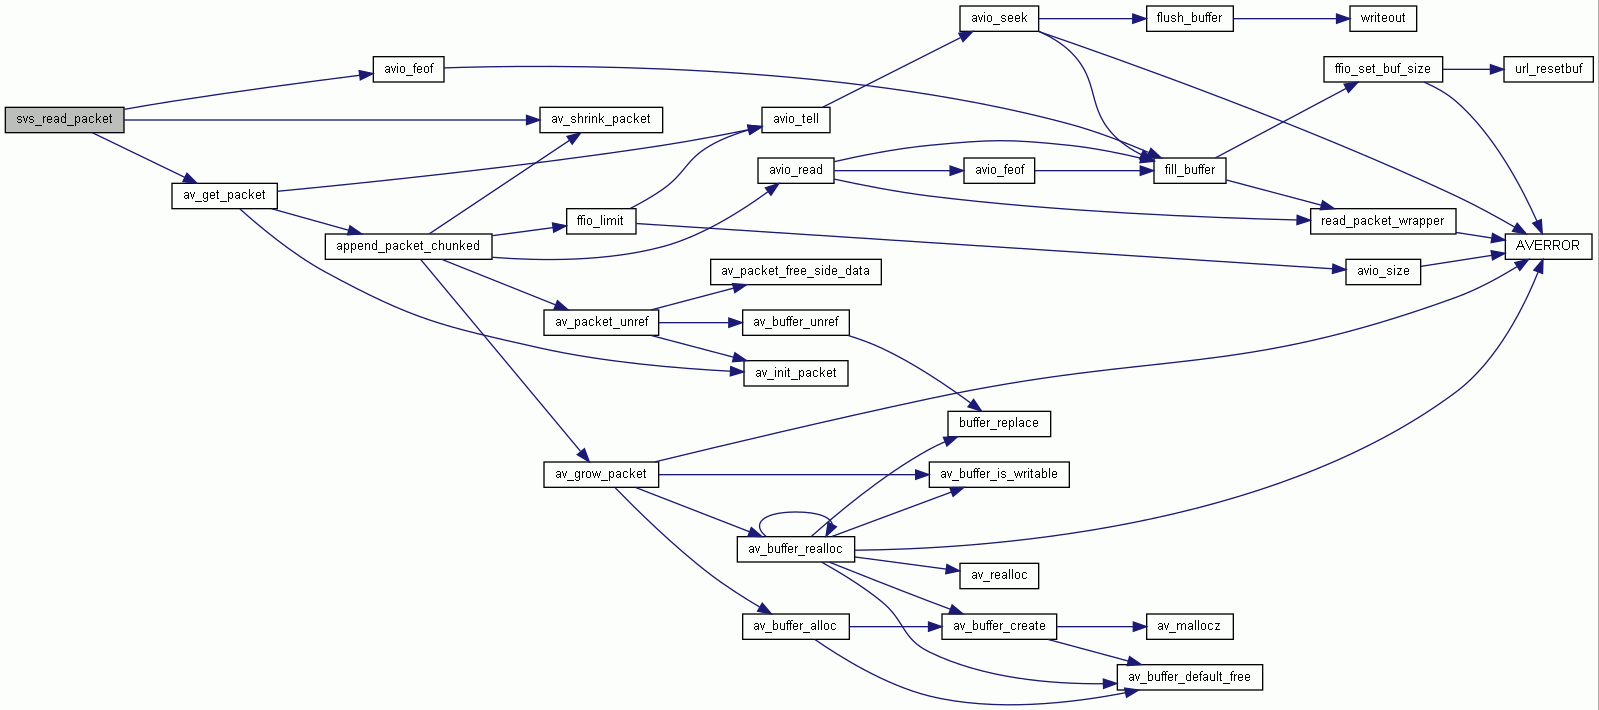 avio_seek
flush_buffer
writeout
avio_feof
ffio_set_buf_size
url_resetbuf
svs_read_packet
av_shrink_packet
avio_tell
avio_read
avio_feof
fill_buffer
av_get_packet
ffio_limit
read_packet_wrapper
append_packet_chunked
AVERROR
av_packet_free_side_data
avio_size
av_packet_unref
av_buffer_unref
av_init_packet
buffer_replace
av_grow_packet
av_buffer_is_writable
av_buffer_realloc
av_realloc
av_buffer_alloc
av_buffer_create
av_mallocz
av_buffer_default_free